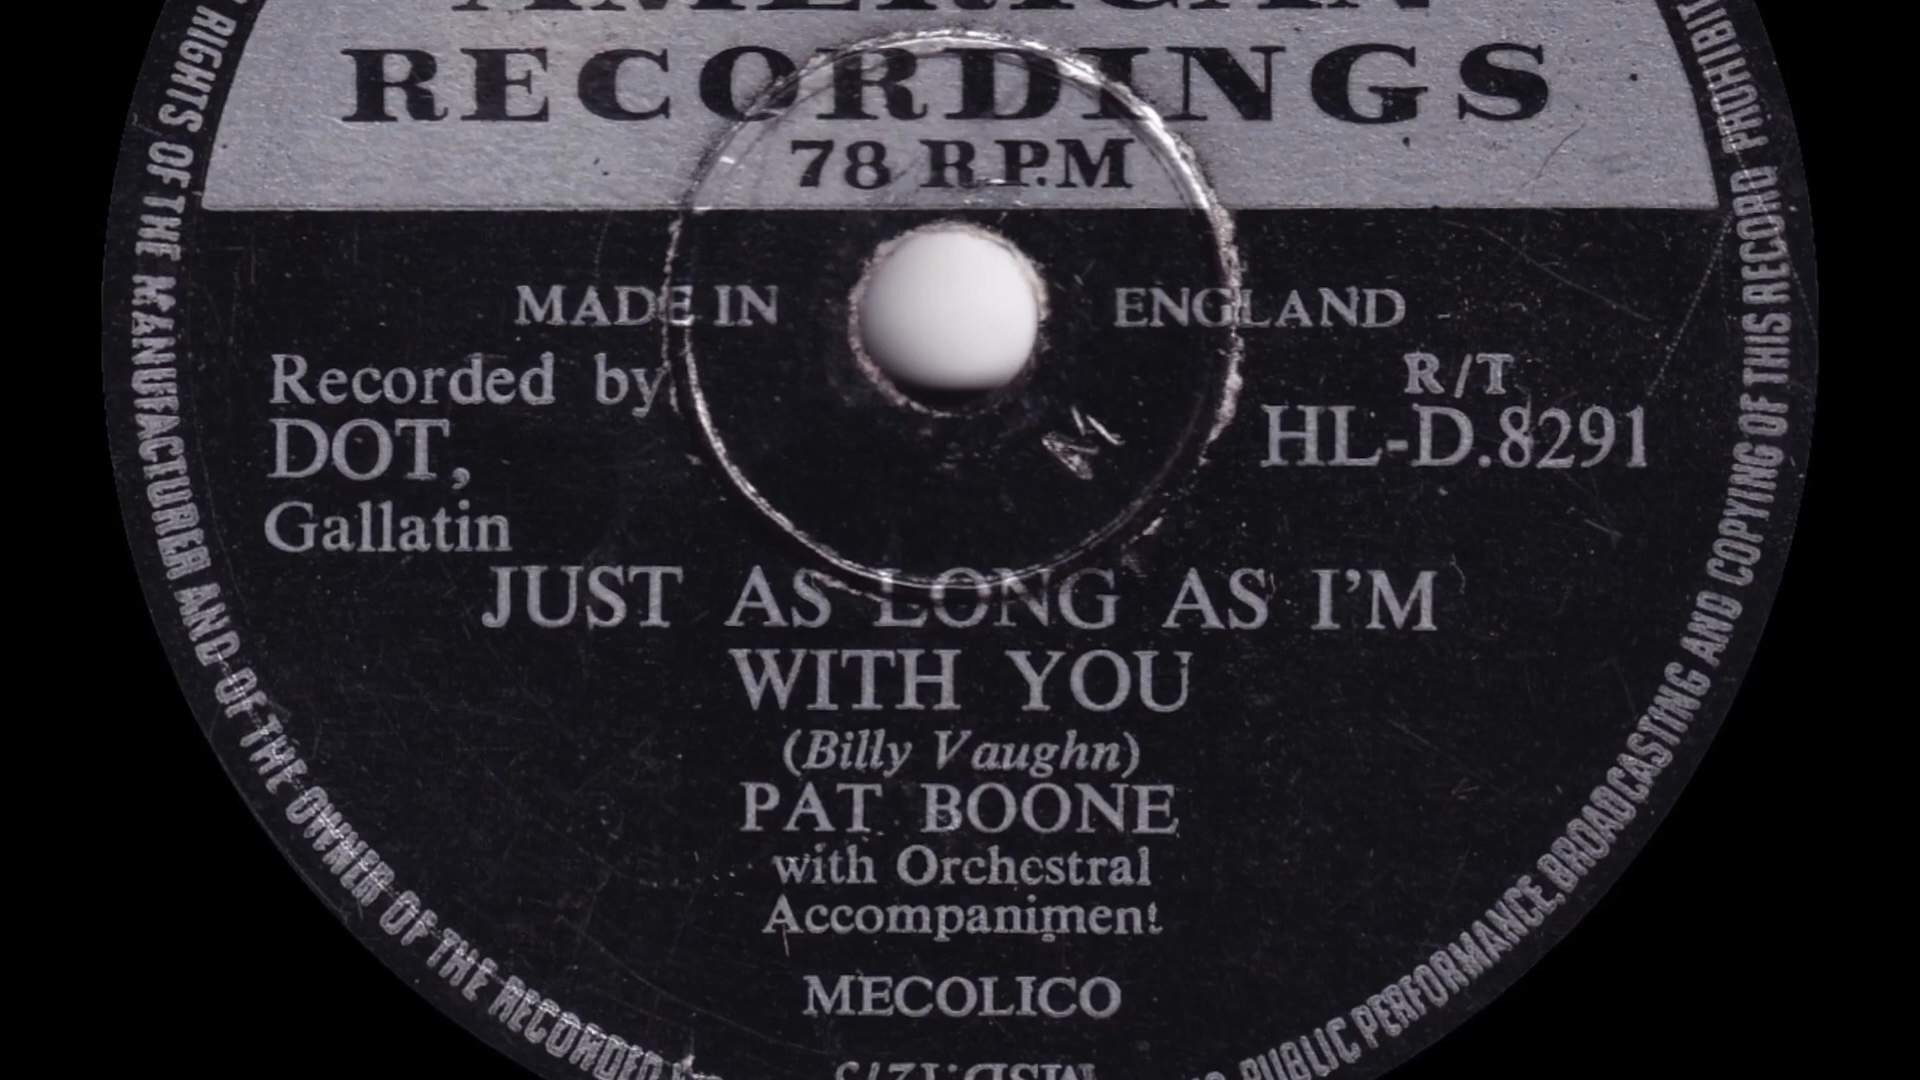 AMERICAN
RECORDINGS
78 R.P.M
MADE IN ENGLAND
Recorded by
DOT,
Gallatin
R/T
HL-D.8291
JUST AS LONG AS I'M
WITH YOU
(Billy Vaughn)
PAT BOONE
with Orchestral
Accompaniment
MECOLICO
RIGHTS OF THE MANUFACTURER AND OF THE OWNER OF THE RECORDED
PUBLIC PERFORMANCE, BROADCASTING AND COPYING OF THIS RECORD PROHIBIT
M